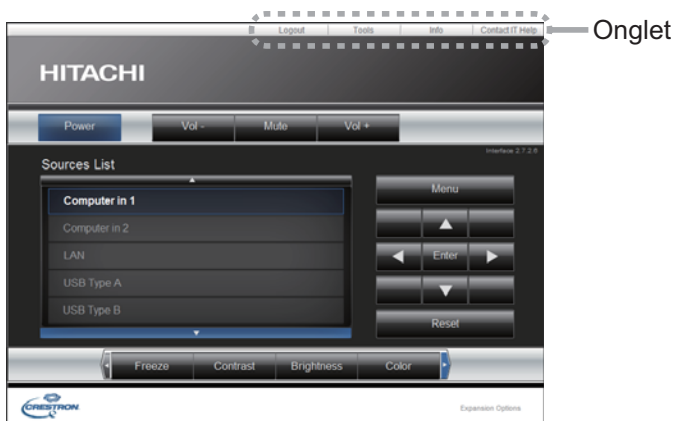 Logout Tools Info Contact IT Help Onglet
HITACHI
Power Vol - Mute Vol +
Interface 2.7.2.6
Sources List
Menu
Computer in 1
Computer in 2
LAN Enter
USB Type A
USB Type B
Reset
Freeze Contrast Brightness Color
CRESTRON Expansion Options